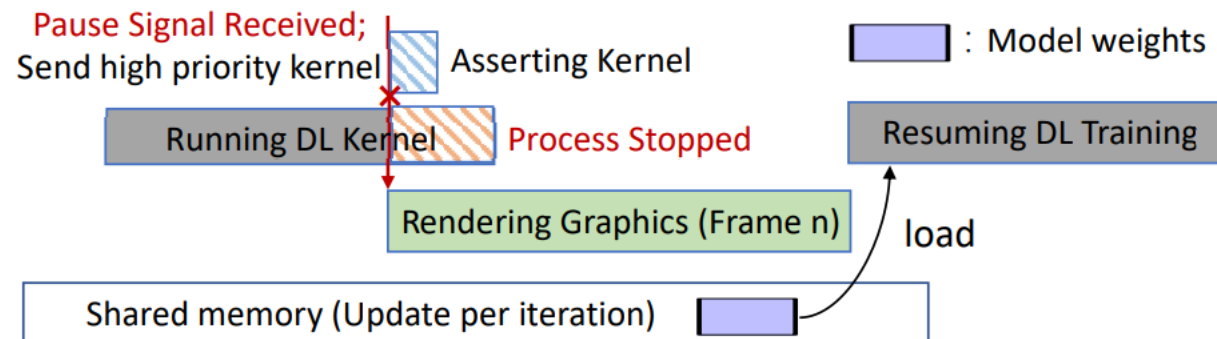 Pause Signal Received;
Send high priority kernel
Asserting Kernel
: Model weights
Running DL Kernel
Process Stopped
Resuming DL Training
Rendering Graphics (Frame n)
load
Shared memory (Update per iteration)